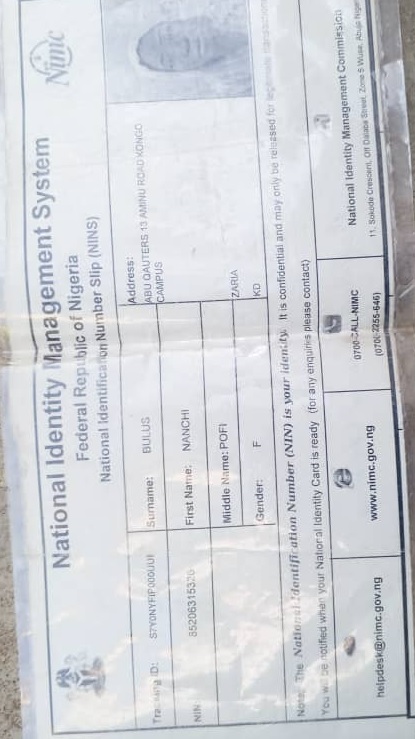 National Identity Management System
Federal Republic of Nigeria
National Identification Number Slip (NINS)
Nimc
Tracking ID:
Surname: BULUS
Address:
ABU QAUTERS 13 AMINU ROAD KONGO
CAMPUS
NIN:
First Name: NANCHI
Middle Name: POFI
ZARIA
Gender: F
KD
Note: The National Identification Number (NIN) is your identity. It is confidential and may only be released for
You will be notified when your National Identity Card is ready (for any enquiries please contact)
helpdesk@nimc.gov.ng
www.nimc.gov.ng
0700-CALL-NIMC
(0700-2255-646)
National Identity Management Commission
11, Sokode Crescent, Off Dalaba Street, Zone 5 Wuse, Abuja